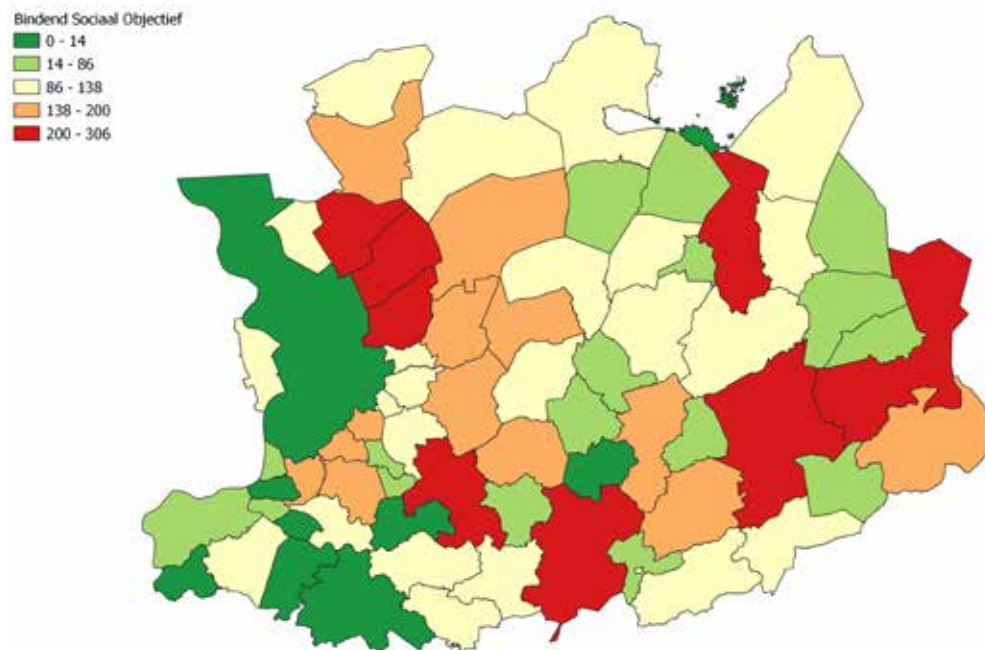 Bindend Sociaal Objectief
0 - 14
14 - 86
86 - 138
138 - 200
200 - 306